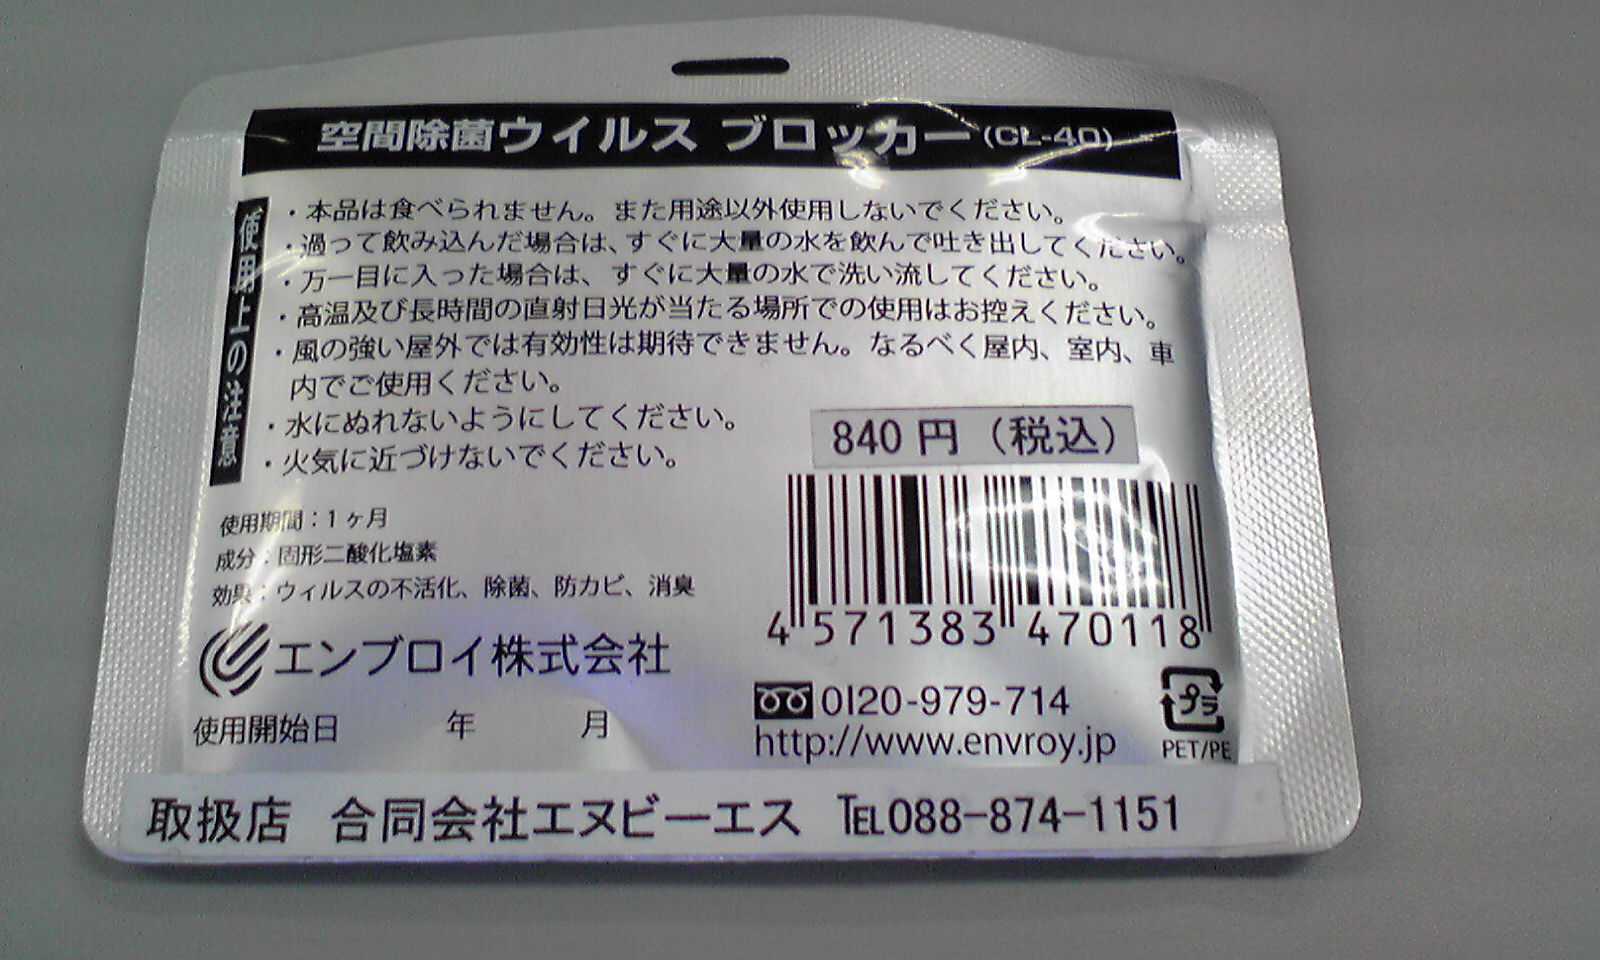 空間除菌ウイルス ブロッカー(CL-40)
使用上の注意
・本品は食べられません。また用途以外使用しないでください。
・過って飲み込んだ場合は、すぐに大量の水を飲んで吐き出してください。
・万一目に入った場合は、すぐに大量の水で洗い流してください。
・高温及び長時間の直射日光が当たる場所での使用はお控えください。
・風の強い屋外では有効性は期待できません。なるべく屋内、室内、車
内でご使用ください。
・水にぬれないようにしてください。
・火気に近づけないでください。
840 円（税込）
使用期間：1ヶ月
成分：固形二酸化塩素
効果：ウィルスの不活化、除菌、防カビ、消臭
4 571383 470118
エンブロイ株式会社
0120-979-714
http://www.envroy.jp
プラ
PET/PE
使用開始日 年 月
取扱店 合同会社エヌビーエス ℡088-874-1151